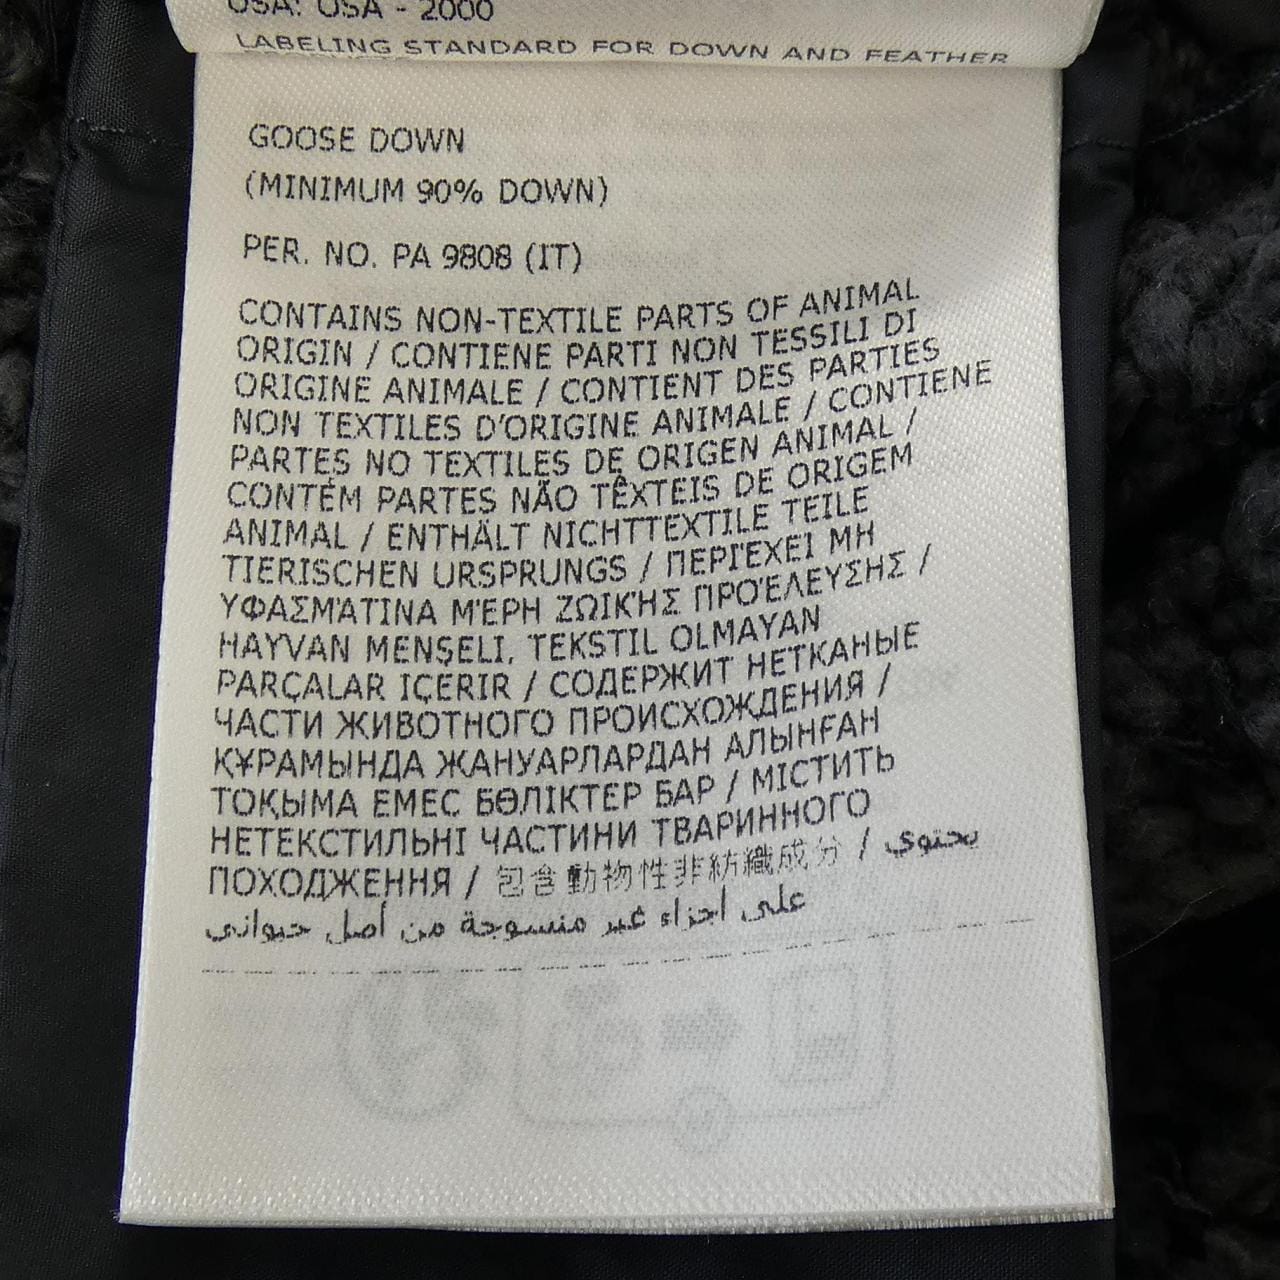 USA: USA - 2000
LABELING STANDARD FOR DOWN AND FEATHER
GOOSE DOWN
(MINIMUM 90% DOWN)
PER. NO. PA 9808 (IT)
CONTAINS NON-TEXTILE PARTS OF ANIMAL
ORIGIN / CONTIENE PARTI NON TESSILI DI
ORIGINE ANIMALE / CONTIENT DES PARTIES
NON TEXTILES D'ORIGINE ANIMALE / CONTIENE
PARTES NO TEXTILES DE ORIGEN ANIMAL /
CONTÉM PARTES NÃO TÊXTEIS DE ORIGEM
ANIMAL / ENTHÄLT NICHTTEXTILE TEILE
TIERISCHEN URSPRUNGS / ΠΕΡΙΈΧΕΙ ΜΗ
ΥΦΑΣΜΆΤΙΝΑ ΜΈΡΗ ΖΩΙΚΉΣ ΠΡΟΈΛΕΥΣΗΣ /
HAYVAN MENŞELI, TEKSTIL OLMAYAN
PARÇALAR IÇERIR / СОДЕРЖИТ НЕТКАНЫЕ
ЧАСТИ ЖИВОТНОГО ПРОИСХОЖДЕНИЯ /
ҚҰРАМЫНДА ЖАНУАРЛАРДАН АЛЫНҒАН
ТОҚЫМА ЕМЕС БӨЛІКТЕР БАР / МІСТИТЬ
НЕТЕКСТИЛЬНІ ЧАСТИНИ ТВАРИННОГО
ПОХОДЖЕННЯ / 包含動物性非紡織成分 / يحتوي
على أجزاء غير منسوجة من أصل حيواني